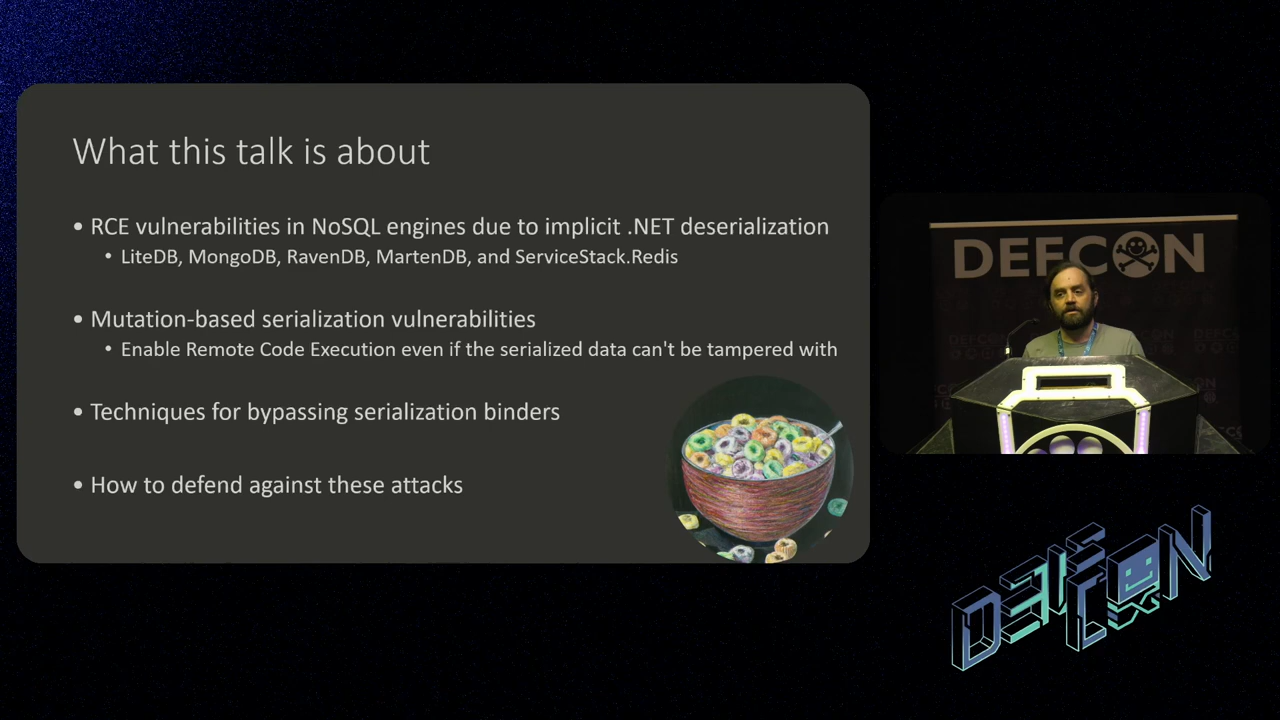 What this talk is about
• RCE vulnerabilities in NoSQL engines due to implicit .NET deserialization
• LiteDB, MongoDB, RavenDB, MartenDB, and ServiceStack.Redis
• Mutation-based serialization vulnerabilities
• Enable Remote Code Execution even if the serialized data can't be tampered with
• Techniques for bypassing serialization binders
• How to defend against these attacks
DEFCON
DEFCON
DEFCON